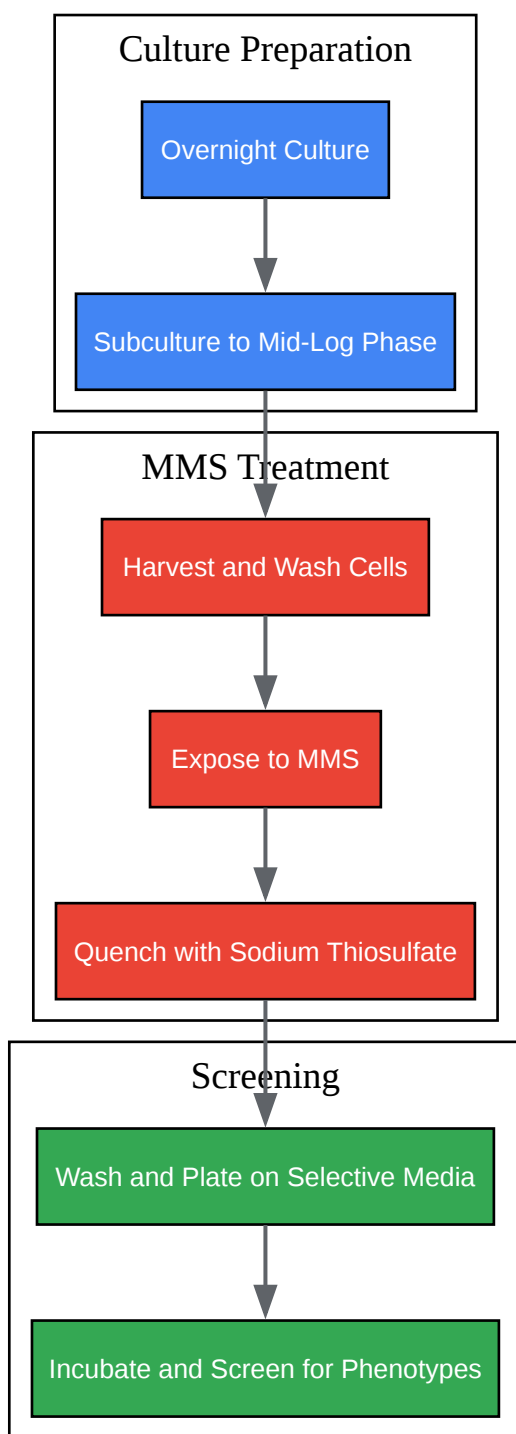 Culture Preparation
Overnight Culture
Subculture to Mid-Log Phase
MMS Treatment
Harvest and Wash Cells
Expose to MMS
Quench with Sodium Thiosulfate
Screening
Wash and Plate on Selective Media
Incubate and Screen for Phenotypes